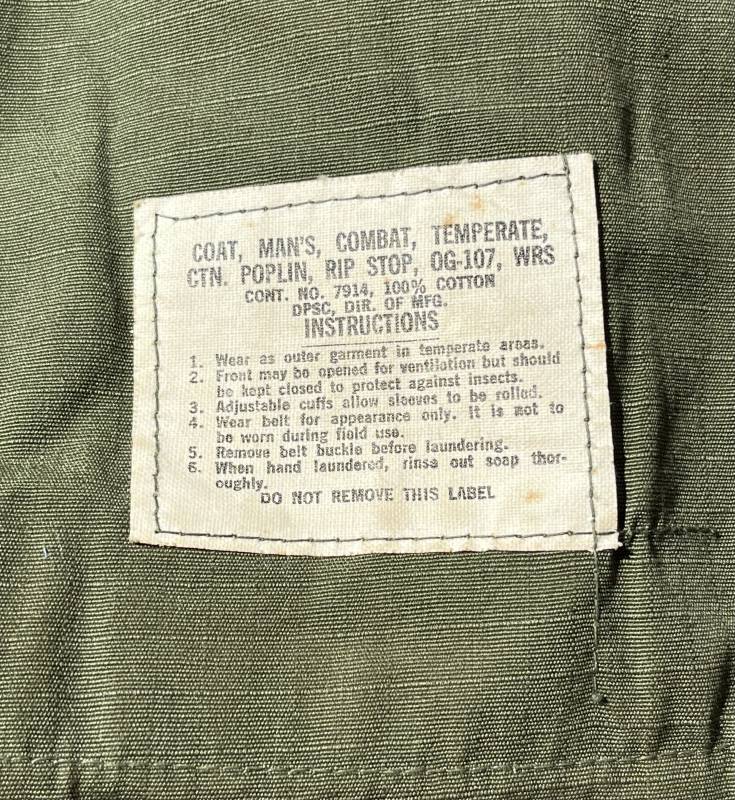 COAT, MAN'S, COMBAT, TEMPERATE,
CTN. POPLIN, RIP STOP, OG-107, WRS
CONT. NO. 7914, 100% COTTON
DPSC, DIR. OF MFG.
INSTRUCTIONS
1. Wear as outer garment in temperate areas.
2. Front may be opened for ventilation but should
be kept closed to protect against insects.
3. Adjustable cuffs allow sleeves to be rolled.
4. Wear belt for appearance only. It is not to
be worn during field use.
5. Remove belt buckle before laundering.
6. When hand laundered, rinse out soap thor-
oughly.
DO NOT REMOVE THIS LABEL